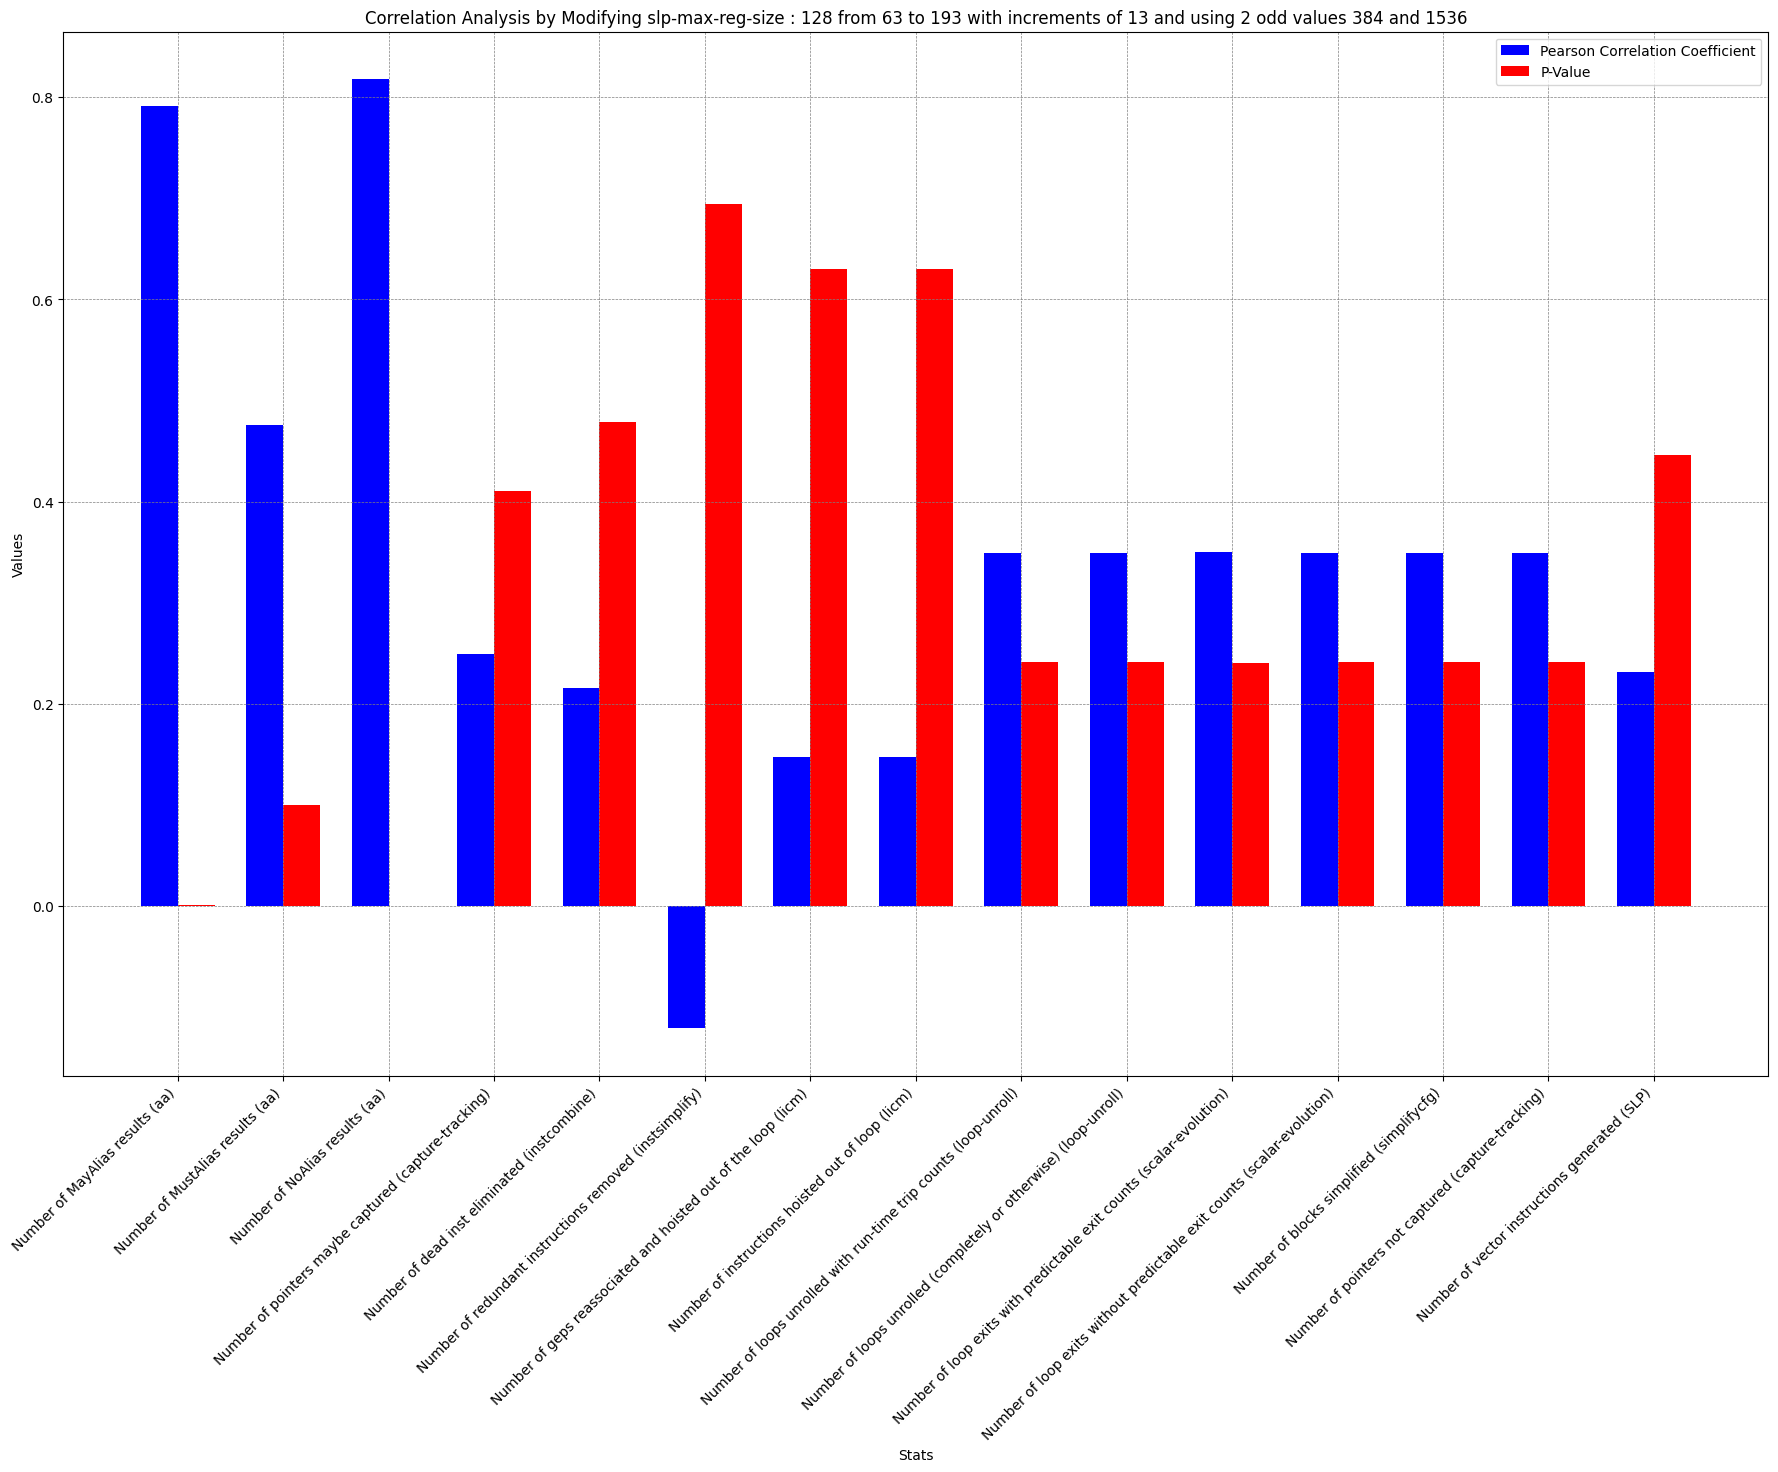 Correlation Analysis by Modifying slp-max-reg-size : 128 from 63 to 193 with increments of 13 and using 2 odd values 384 and 1536
Pearson Correlation Coefficient
P-Value
Values
0.8
0.6
0.4
0.2
0.0
Number of MayAlias results (aa)
Number of MustAlias results (aa)
Number of NoAlias results (aa)
Number of pointers maybe captured (capture-tracking)
Number of dead inst eliminated (instcombine)
Number of redundant instructions removed (instsimplify)
Number of geps reassociated and hoisted out of the loop (licm)
Number of instructions hoisted out of loop (licm)
Number of loops unrolled with run-time trip counts (loop-unroll)
Number of loops unrolled (completely or otherwise) (loop-unroll)
Number of loop exits with predictable exit counts (scalar-evolution)
Number of loop exits without predictable exit counts (scalar-evolution)
Number of blocks simplified (simplifycfg)
Number of pointers not captured (capture-tracking)
Number of vector instructions generated (SLP)
Stats